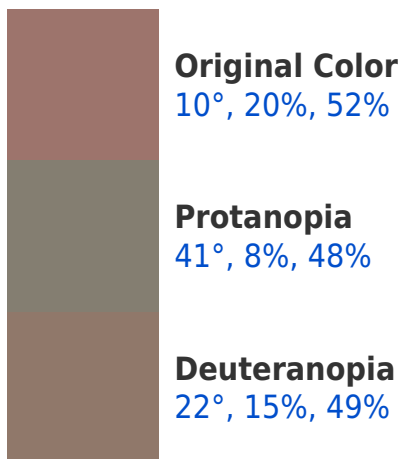 Original Color
10°, 20%, 52%
Protanopia
41°, 8%, 48%
Deuteranopia
22°, 15%, 49%